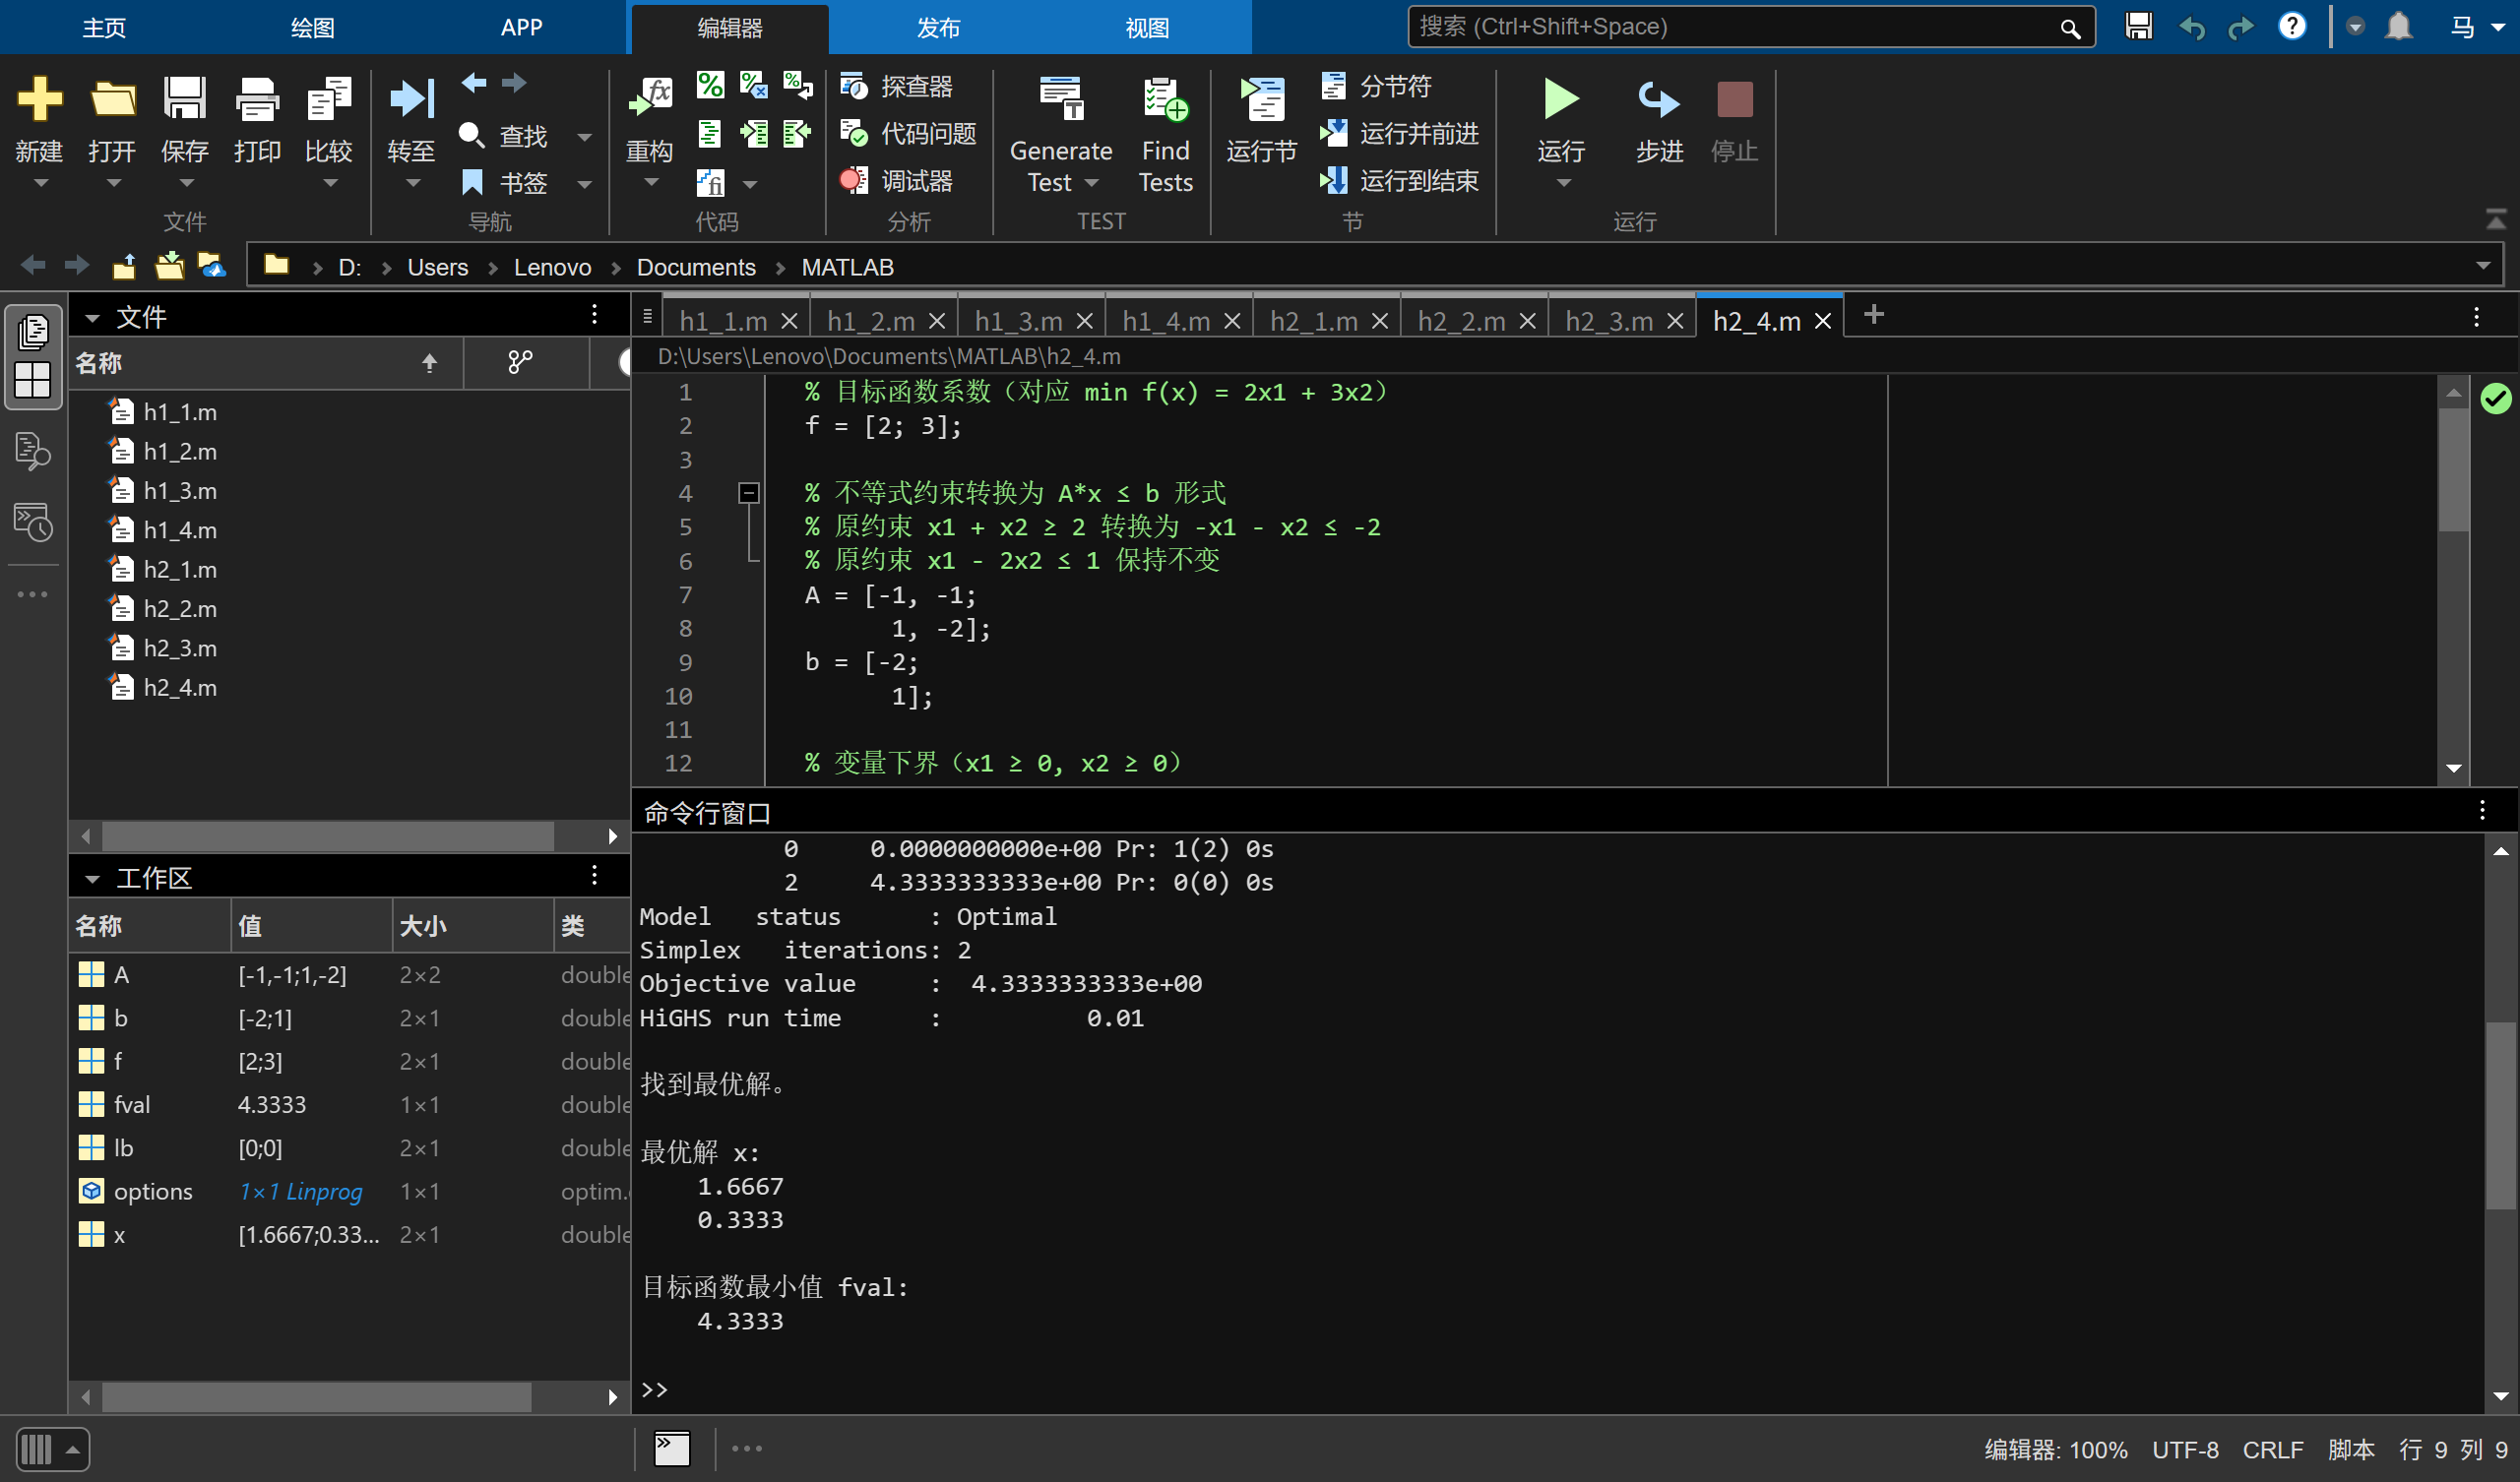 主页 绘图 APP 编辑器 发布 视图 搜索 (Ctrl+Shift+Space) 马
新建 打开 保存 打印 比较 转至 查找 书签 重构 探查器 代码问题 调试器 Generate Test Find Tests 运行节 分节符 运行并前进 运行到结束 运行 步进 停止
文件 导航 代码 分析 TEST 节 运行
D: Users Lenovo Documents MATLAB
文件
名称
h1_1.m
h1_2.m
h1_3.m
h1_4.m
h2_1.m
h2_2.m
h2_3.m
h2_4.m
工作区
名称 值 大小 类
A [-1,-1;1,-2] 2×2 double
b [-2;1] 2×1 double
f [2;3] 2×1 double
fval 4.3333 1×1 double
lb [0;0] 2×1 double
options 1×1 Linprog 1×1 optim.
x [1.6667;0.33... 2×1 double
h1_1.m h1_2.m h1_3.m h1_4.m h2_1.m h2_2.m h2_3.m h2_4.m
D:\Users\Lenovo\Documents\MATLAB\h2_4.m
1 % 目标函数系数（对应 min f(x) = 2x1 + 3x2）
2 f = [2; 3];
3
4 % 不等式约束转换为 A*x ≤ b 形式
5 % 原约束 x1 + x2 ≥ 2 转换为 -x1 - x2 ≤ -2
6 % 原约束 x1 - 2x2 ≤ 1 保持不变
7 A = [-1, -1;
8 1, -2];
9 b = [-2;
10 1];
11
12 % 变量下界（x1 ≥ 0, x2 ≥ 0）
命令行窗口
0 0.0000000000e+00 Pr: 1(2) 0s
2 4.3333333333e+00 Pr: 0(0) 0s
Model status : Optimal
Simplex iterations: 2
Objective value : 4.3333333333e+00
HiGHS run time : 0.01
找到最优解。
最优解 x:
1.6667
0.3333
目标函数最小值 fval:
4.3333
>>
编辑器: 100% UTF-8 CRLF 脚本 行 9 列 9